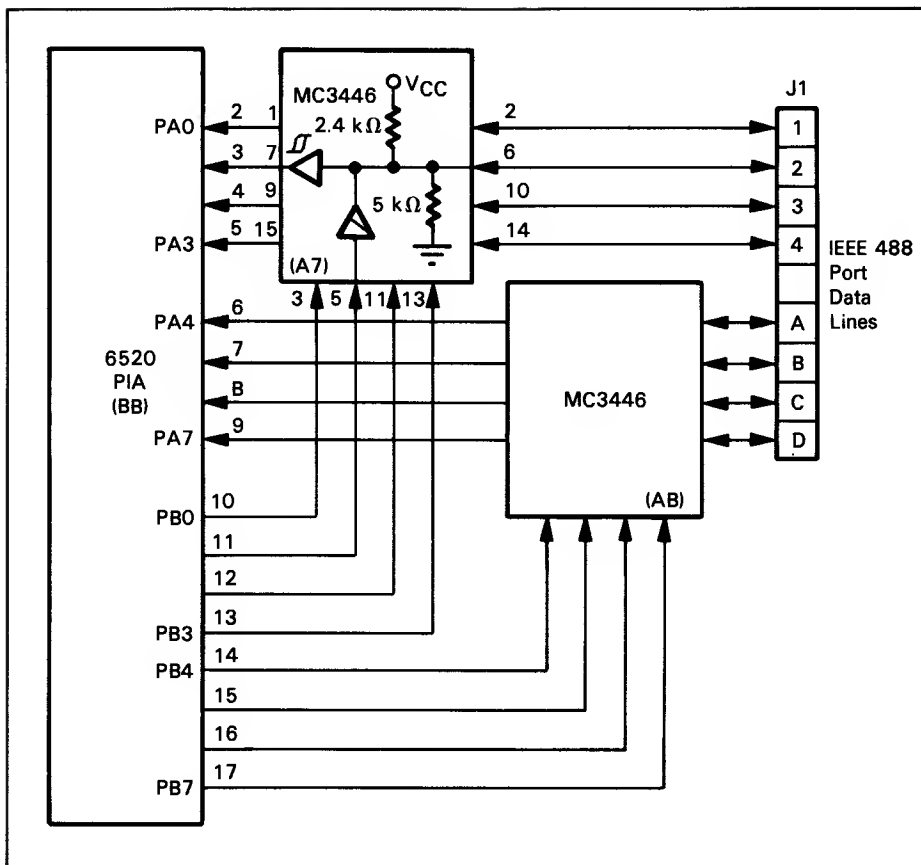 J1
MC3446
VCC
2.4 kΩ
5 kΩ
(A7)
PA0 2 1 2 1
3 7 6 2
4 9 10 3
PA3 5 15 14 4
3 5 11 13
IEEE 488
Port
Data
Lines
PA4 6 A
7 B
B C
PA7 9 D
6520
PIA
(BB)
MC3446
(AB)
PB0 10
11
12
PB3 13
PB4 14
15
16
PB7 17